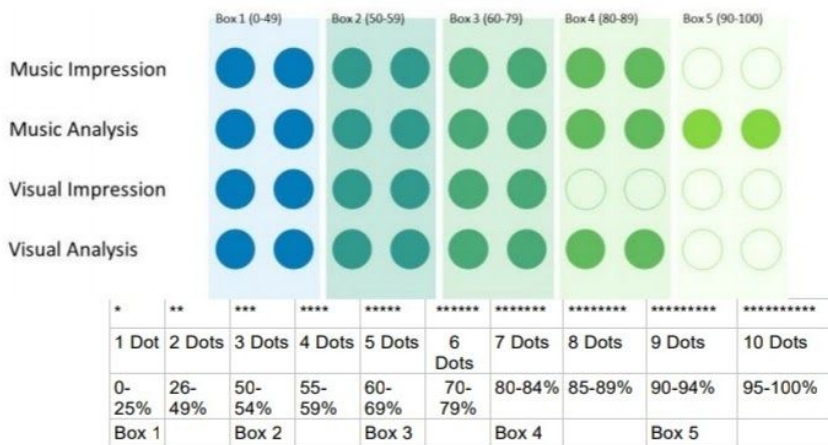 Box 1 (0-49) Box 2 (50-59) Box 3 (60-79) Box 4 (80-89) Box 5 (90-100)
Music Impression
Music Analysis
Visual Impression
Visual Analysis
* ** *** **** ***** ****** ******* ******** ********* **********
1 Dot 2 Dots 3 Dots 4 Dots 5 Dots 6 Dots 7 Dots 8 Dots 9 Dots 10 Dots
0-25% 26-49% 50-54% 55-59% 60-69% 70-79% 80-84% 85-89% 90-94% 95-100%
Box 1 Box 2 Box 3 Box 4 Box 5